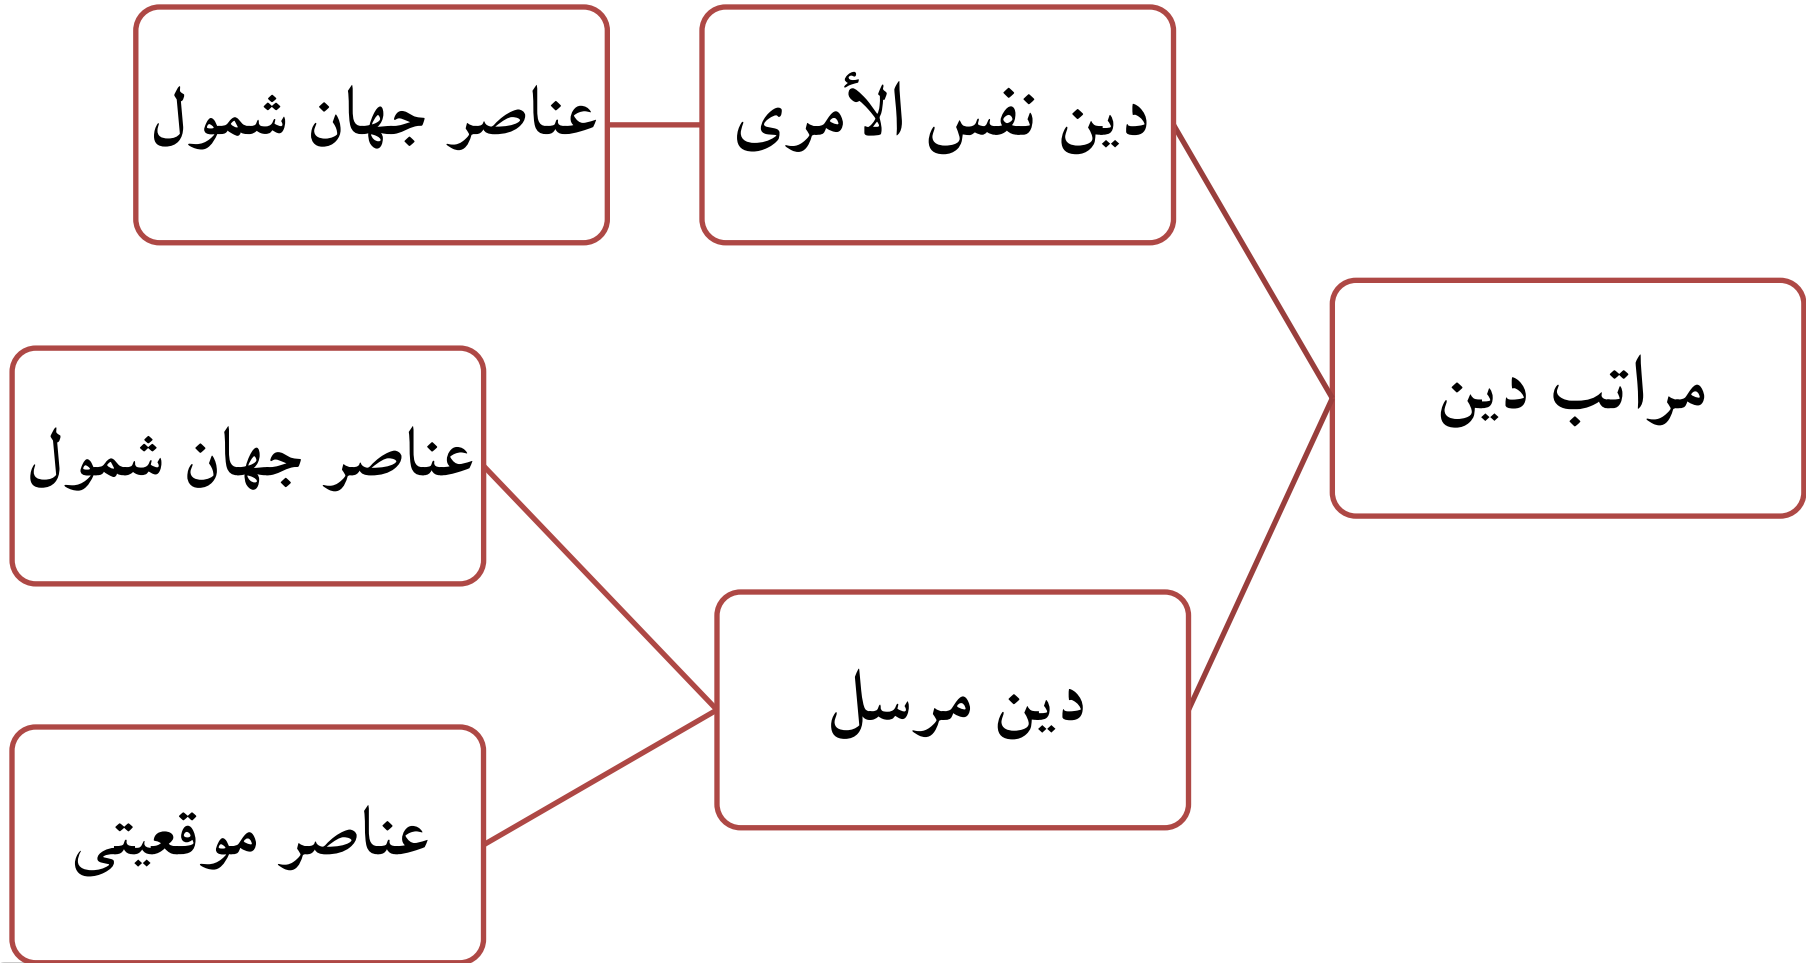 مراتب دین
دین نفس الأمری
عناصر جهان شمول
دین مرسل
عناصر جهان شمول
عناصر موقعیتی